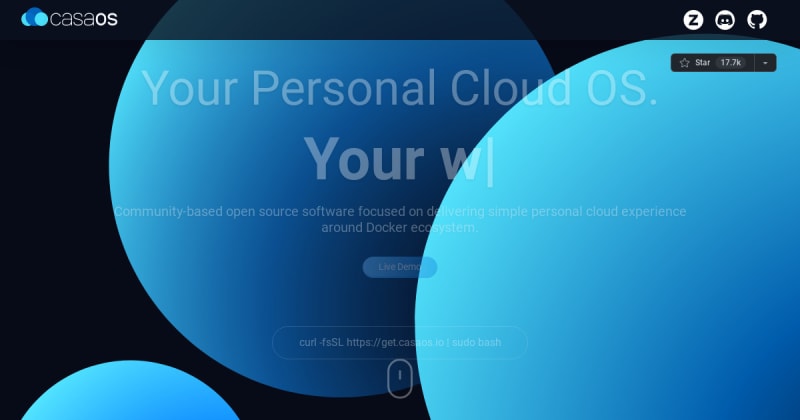 casaOS
Z
Star 17.7k
Your Personal Cloud OS.
Your w|
Community-based open source software focused on delivering simple personal cloud experience
around Docker ecosystem.
Live Demo
curl -fsSL https://get.casaos.io | sudo bash